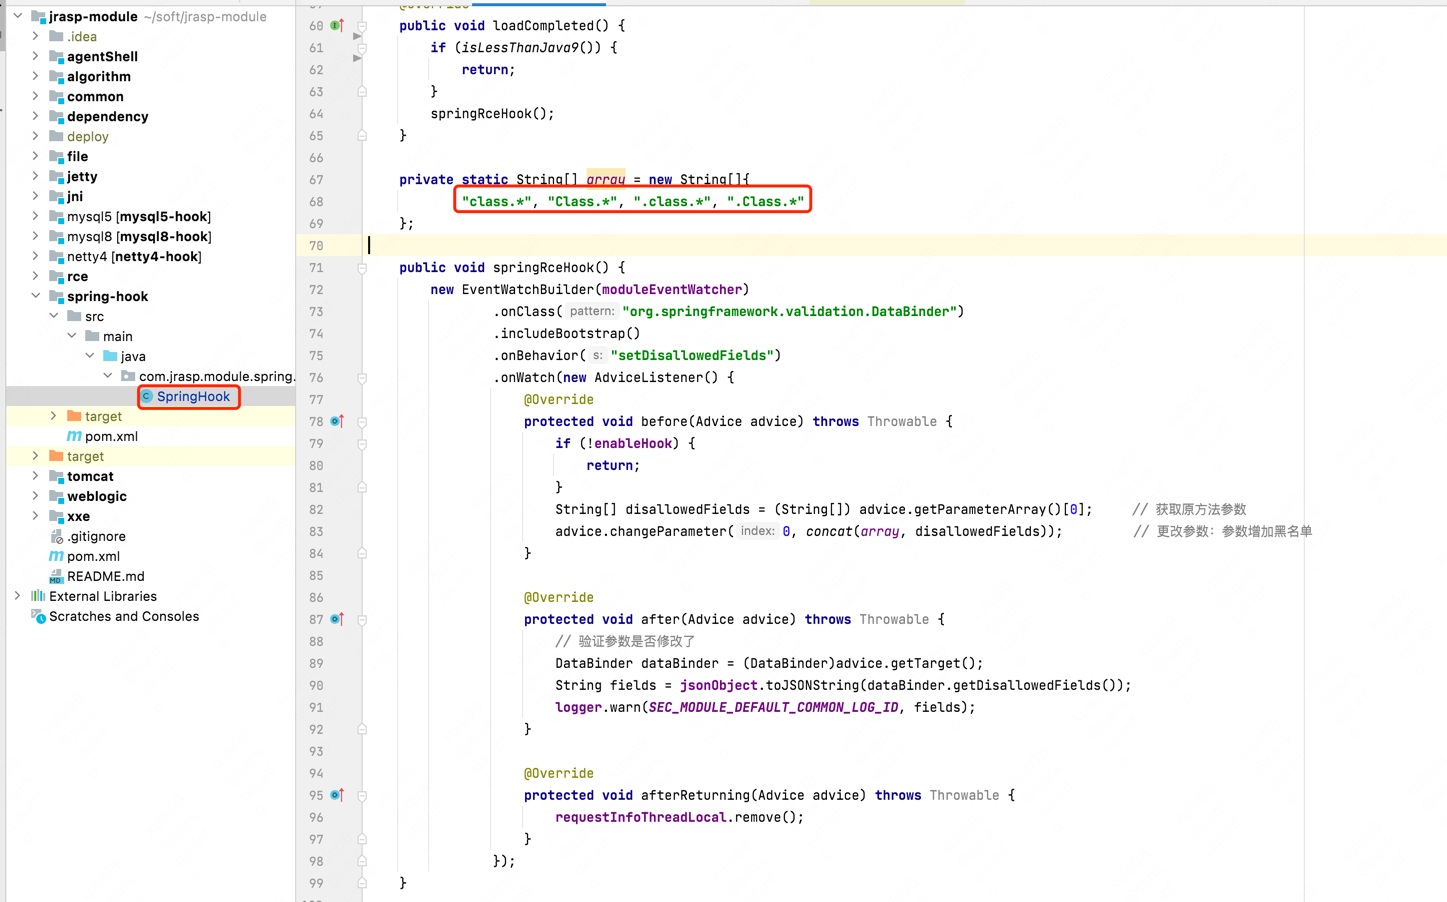 jrasp-module ~/soft/jrasp-module
.idea
agentShell
algorithm
common
dependency
deploy
file
jetty
jni
mysql5 [mysql5-hook]
mysql8 [mysql8-hook]
netty4 [netty4-hook]
rce
spring-hook
src
main
java
com.jrasp.module.spring.
SpringHook
target
pom.xml
target
tomcat
weblogic
xxe
.gitignore
pom.xml
README.md
External Libraries
Scratches and Consoles
60 public void loadCompleted() {
61 if (isLessThanJava9()) {
62 return;
63 }
64 springRceHook();
65 }
66
67 private static String[] array = new String[]{
68 "class.*", "Class.*", ".class.*", ".Class.*"
69 };
70
71 public void springRceHook() {
72 new EventWatchBuilder(moduleEventWatcher)
73 .onClass( pattern: "org.springframework.validation.DataBinder")
74 .includeBootstrap()
75 .onBehavior( s: "setDisallowedFields")
76 .onWatch(new AdviceListener() {
77 @Override
78 protected void before(Advice advice) throws Throwable {
79 if (!enableHook) {
80 return;
81 }
82 String[] disallowedFields = (String[]) advice.getParameterArray()[0]; // 获取原方法参数
83 advice.changeParameter( index: 0, concat(array, disallowedFields)); // 更改参数：参数增加黑名单
84 }
85
86 @Override
87 protected void after(Advice advice) throws Throwable {
88 // 验证参数是否修改了
89 DataBinder dataBinder = (DataBinder)advice.getTarget();
90 String fields = jsonObject.toJSONString(dataBinder.getDisallowedFields());
91 logger.warn(SEC_MODULE_DEFAULT_COMMON_LOG_ID, fields);
92 }
93
94 @Override
95 protected void afterReturning(Advice advice) throws Throwable {
96 requestInfoThreadLocal.remove();
97 }
98 });
99 }